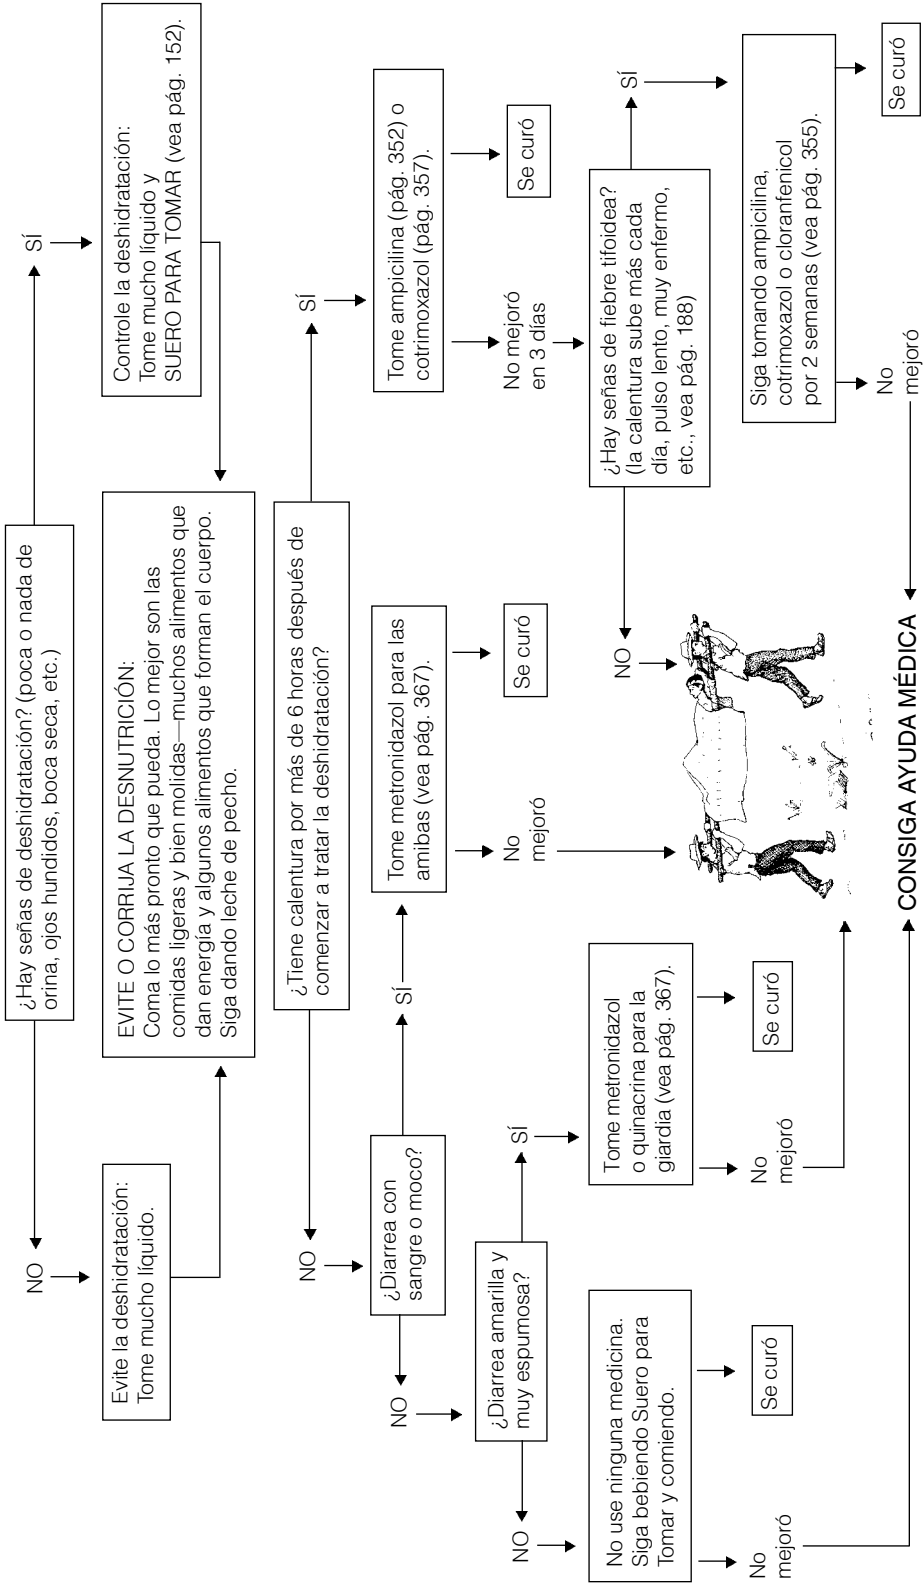 ¿Hay señas de deshidratación? (poca o nada de
orina, ojos hundidos, boca seca, etc.)
NO
SÍ
Evite la deshidratación:
Tome mucho líquido.
Controle la deshidratación:
Tome mucho líquido y
SUERO PARA TOMAR (vea pág. 152).
EVITE O CORRIJA LA DESNUTRICIÓN:
Coma lo más pronto que pueda. Lo mejor son las
comidas ligeras y bien molidas—muchos alimentos que
dan energía y algunos alimentos que forman el cuerpo.
Siga dando leche de pecho.
¿Tiene calentura por más de 6 horas después de
comenzar a tratar la deshidratación?
NO
SÍ
¿Diarrea con
sangre o moco?
SÍ
NO
Tome metronidazol para las
amibas (vea pág. 367).
No
mejoró
Se curó
Tome ampicilina (pág. 352) o
cotrimoxazol (pág. 357).
No mejoró
en 3 días
Se curó
¿Diarrea amarilla y
muy espumosa?
NO
SÍ
No use ninguna medicina.
Siga bebiendo Suero para
Tomar y comiendo.
No
mejoró
Se curó
Tome metronidazol
o quinacrina para la
giardia (vea pág. 367).
No
mejoró
Se curó
¿Hay señas de fiebre tifoidea?
(la calentura sube más cada
día, pulso lento, muy enfermo,
etc., vea pág. 188)
NO
SÍ
Siga tomando ampicilina,
cotrimoxazol o cloranfenicol
por 2 semanas (vea pág. 355).
No
mejoró
Se curó
CONSIGA AYUDA MÉDICA